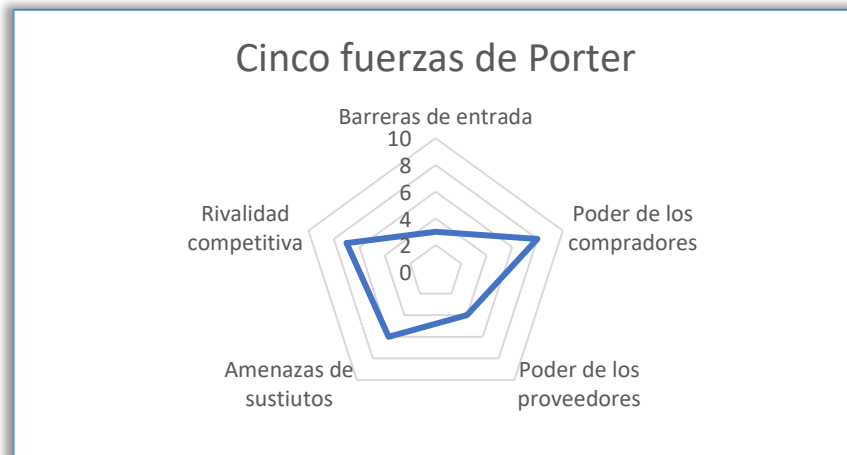 Cinco fuerzas de Porter
Barreras de entrada
10
8
6
4
2
0
Poder de los
compradores
Poder de los
proveedores
Amenazas de
sustiutos
Rivalidad
competitiva